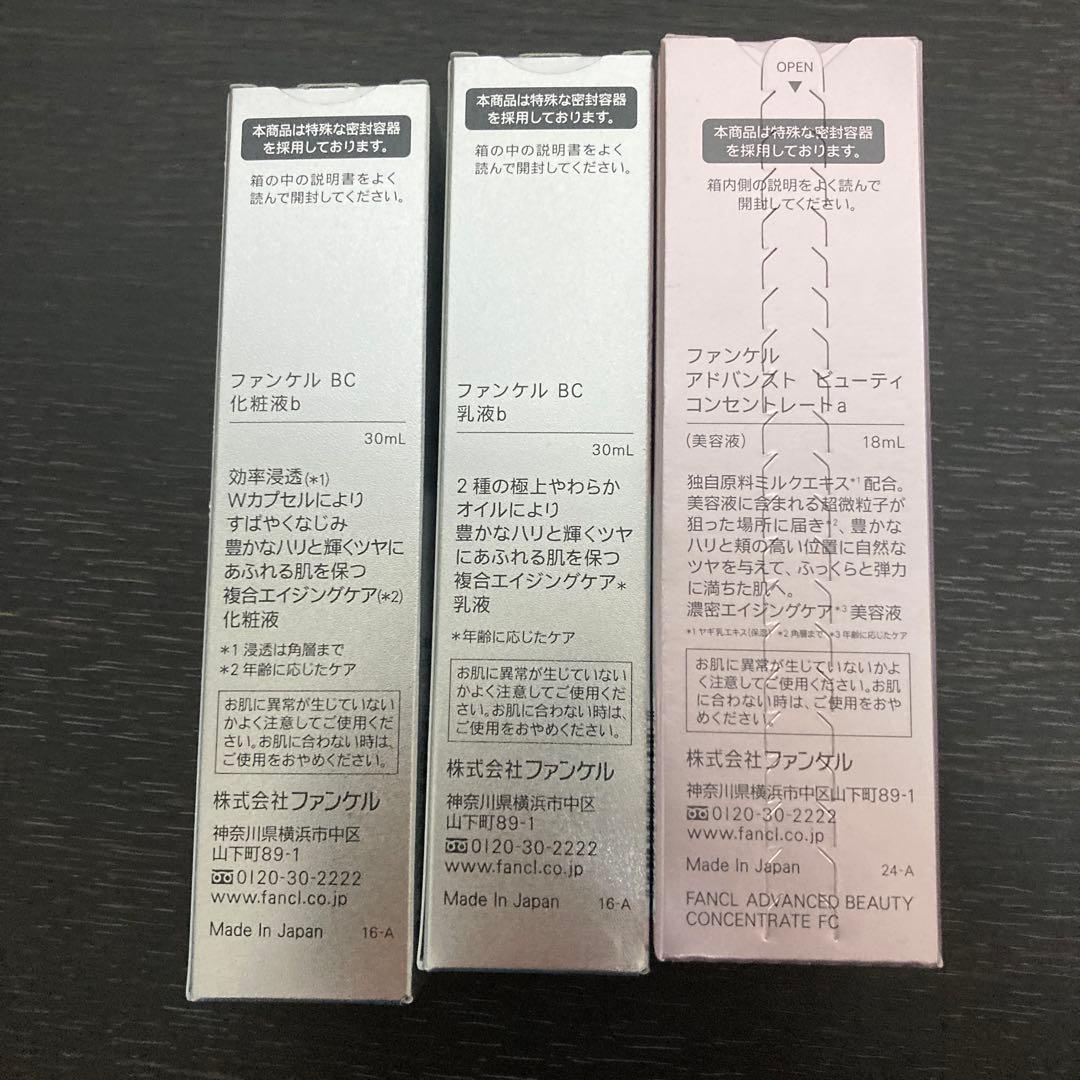 本商品は特殊な密封容器
を採用しております。
箱の中の説明書をよく
読んで開封してください。
ファンケル BC
化粧液b
30mL
効率浸透(*1)
Wカプセルにより
すばやくなじみ
豊かなハリと輝くツヤに
あふれる肌を保つ
複合エイジングケア(*2)
化粧液
*1 浸透は角層まで
*2 年齢に応じたケア
お肌に異常が生じていない
かよく注意してご使用くだ
さい。お肌に合わない時は、
ご使用をおやめください。
株式会社ファンケル
神奈川県横浜市中区
山下町89-1
0120-30-2222
www.fancl.co.jp
Made In Japan 16-A
本商品は特殊な密封容器
を採用しております。
箱の中の説明書をよく
読んで開封してください。
ファンケル BC
乳液b
30mL
2種の極上やわらか
オイルにより
豊かなハリと輝くツヤ
にあふれる肌を保つ
複合エイジングケア*
乳液
*年齢に応じたケア
お肌に異常が生じていない
かよく注意してご使用くだ
さい。お肌に合わない時は、
ご使用をおやめください。
株式会社ファンケル
神奈川県横浜市中区
山下町89-1
0120-30-2222
www.fancl.co.jp
Made In Japan 16-A
OPEN
本商品は特殊な密封容器
を採用しております。
箱内側の説明をよく読んで
開封してください。
ファンケル
アドバンスト ビューティ
コンセントレートa
(美容液) 18mL
独自原料ミルクエキス*1配合。
美容液に含まれる超微粒子が
狙った場所に届き*2、豊かな
ハリと頬の高い位置に自然な
ツヤを与えて、ふっくらと弾力
に満ちた肌へ。
濃密エイジングケア*3美容液
*1 ヤギ乳エキス(保湿) *2 角層まで *3 年齢に応じたケア
お肌に異常が生じていないかよ
く注意してご使用ください。お肌
に合わない時は、ご使用をおや
めください。
株式会社ファンケル
神奈川県横浜市中区山下町89-1
0120-30-2222
www.fancl.co.jp
Made In Japan 24-A
FANCL ADVANCED BEAUTY
CONCENTRATE FC